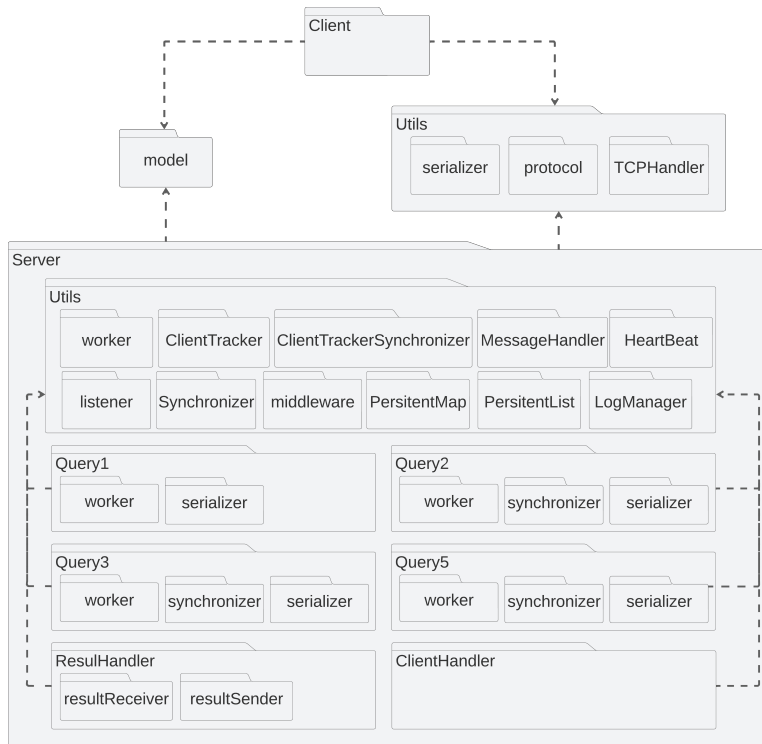 Client
Utils
serializer protocol TCPHandler
model
Server
Utils
worker ClientTracker ClientTrackerSynchronizer MessageHandler HeartBeat
listener Synchronizer middleware PersitentMap PersitentList LogManager
Query1 Query2
worker serializer worker synchronizer serializer
Query3 Query5
worker synchronizer serializer worker synchronizer serializer
ResulHandler ClientHandler
resultReceiver resultSender